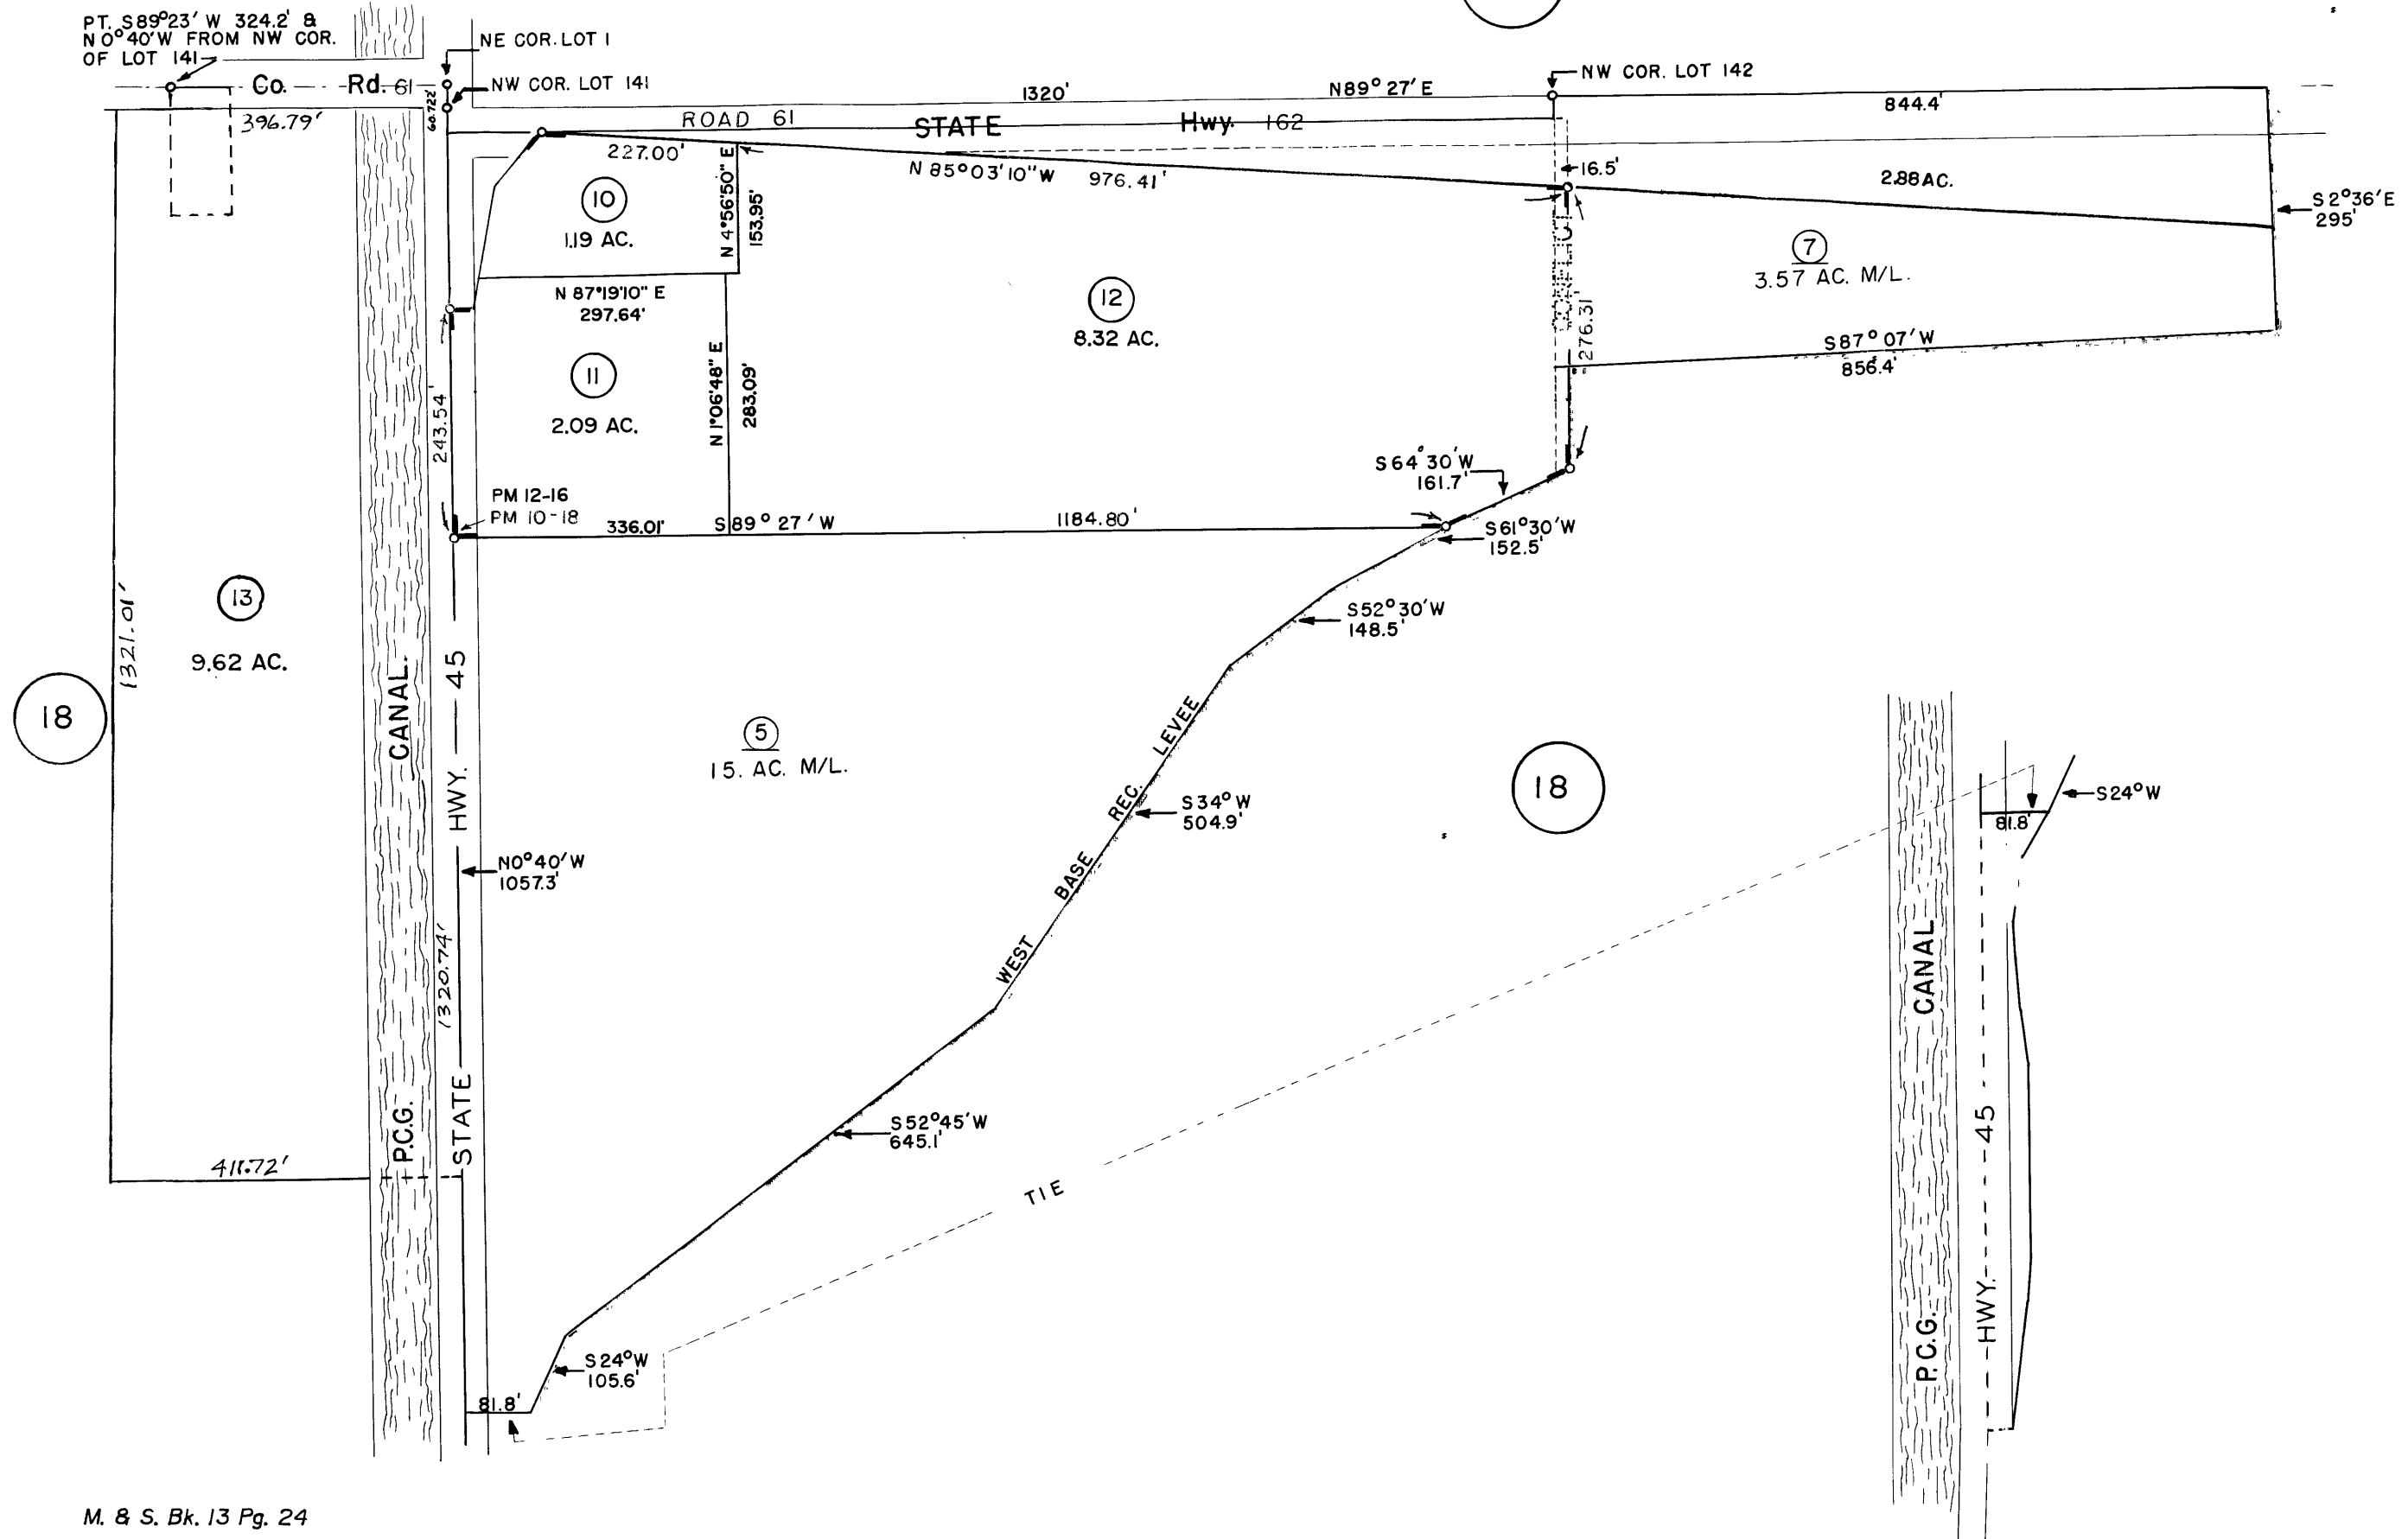 PT. S89°23' W 324.2' &
N 0°40'W FROM NW COR.
OF LOT 141
NE COR. LOT 1
NW COR. LOT 141
NW COR. LOT 142
Co. Rd. 61
60.722'
396.79'
1320'
N89° 27' E
844.4'
ROAD 61
STATE Hwy. 162
227.00'
N 85°03'10" W 976.41'
16.5'
2.88 AC.
S2°36'E
295'
10
1.19 AC.
N 4°56'50" E
153.95'
7
3.57 AC. M/L.
N 87°19'10" E
297.64'
12
8.32 AC.
276.31'
S87° 07' W
856.4'
11
2.09 AC.
N 1°06'48" E
283.09'
243.54'
S64°30'W
161.7'
PM 12-16
PM 10-18
336.01'
S89° 27' W
1184.80'
S61°30'W
152.5'
13
9.62 AC.
1321.01'
S52°30'W
148.5'
18
CANAL.
HWY. 45
5
15. AC. M/L.
WEST BASE REC. LEVEE
S34°W
504.9'
18
S24°W
81.8'
N0°40'W
1057.3'
1320.74'
P.C.G.
STATE
411.72'
S52°45'W
645.1'
TIE
CANAL
P.C.G.
45
HWY.
S24°W
105.6'
81.8'
M. & S. Bk. 13 Pg. 24